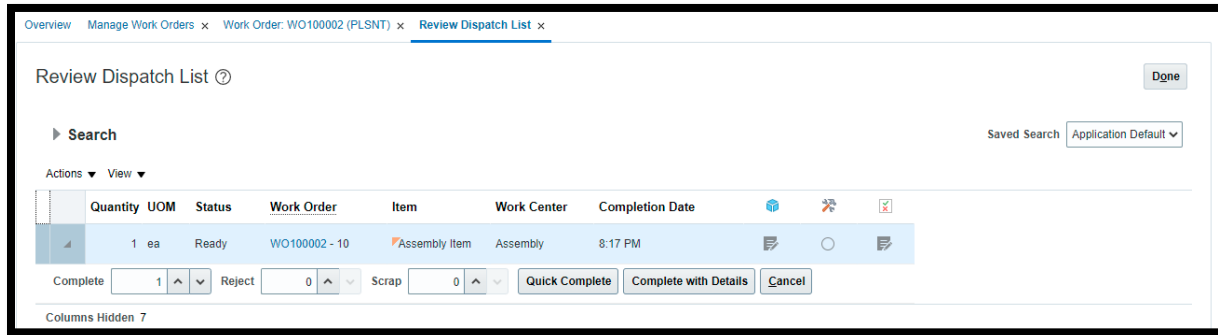 Overview Manage Work Orders x Work Order: WO100002 (PLSNT) x Review Dispatch List x
Review Dispatch List ?
Done
Search
Saved Search Application Default
Actions View
Quantity UOM Status Work Order Item Work Center Completion Date
1 ea Ready WO100002 - 10 Assembly Item Assembly 8:17 PM
Complete 1 Reject 0 Scrap 0 Quick Complete Complete with Details Cancel
Columns Hidden 7